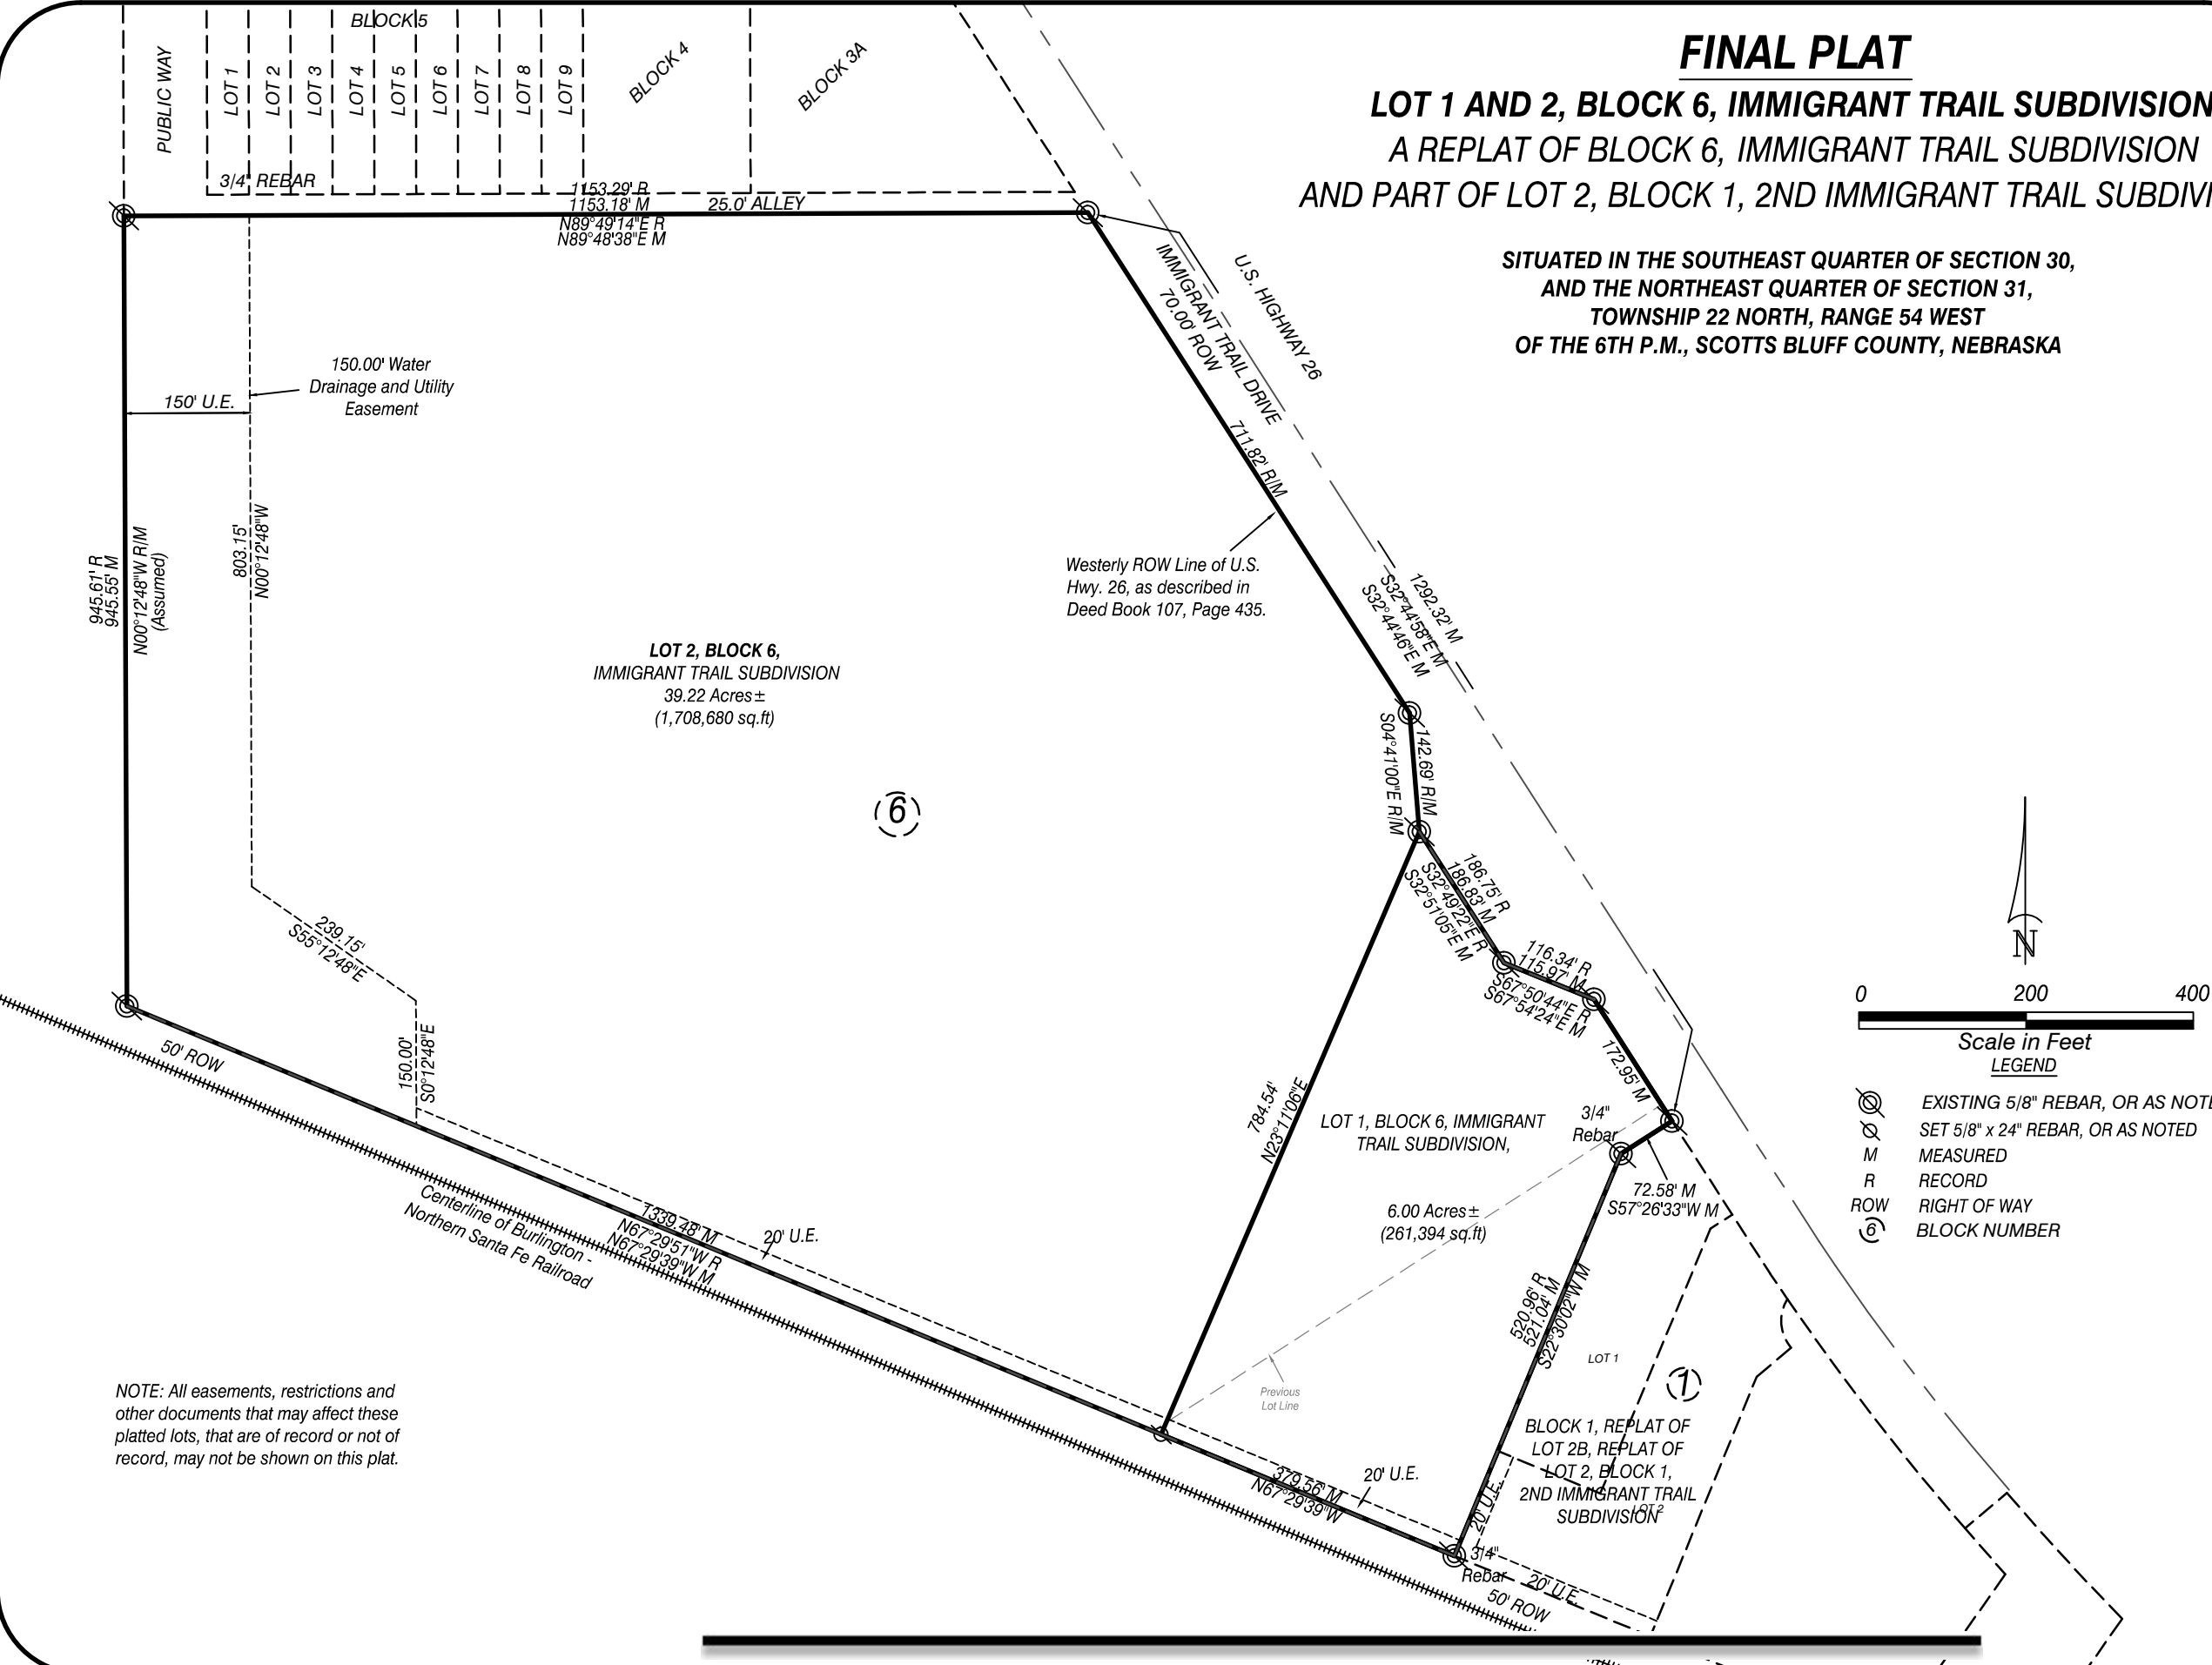 FINAL PLAT
LOT 1 AND 2, BLOCK 6, IMMIGRANT TRAIL SUBDIVISION
A REPLAT OF BLOCK 6, IMMIGRANT TRAIL SUBDIVISION
AND PART OF LOT 2, BLOCK 1, 2ND IMMIGRANT TRAIL SUBDIVI
SITUATED IN THE SOUTHEAST QUARTER OF SECTION 30,
AND THE NORTHEAST QUARTER OF SECTION 31,
TOWNSHIP 22 NORTH, RANGE 54 WEST
OF THE 6TH P.M., SCOTTS BLUFF COUNTY, NEBRASKA
BLOCK 5
PUBLIC WAY
LOT 1
LOT 2
LOT 3
LOT 4
LOT 5
LOT 6
LOT 7
LOT 8
LOT 9
BLOCK 4
BLOCK 3A
3/4" REBAR
1153.29' R
1153.18' M
25.0' ALLEY
N89°49'14"E R
N89°48'38"E M
IMMIGRANT TRAIL DRIVE
70.00' ROW
U.S. HIGHWAY 26
150.00' Water
Drainage and Utility
Easement
150' U.E.
711.82' R/M
945.61' R
945.55' M
N00°12'48"W R/M
(Assumed)
803.15'
N00°12'48"W
Westerly ROW Line of U.S.
Hwy. 26, as described in
Deed Book 107, Page 435.
1292.32' M
S32°44'58"E M
S32°44'46"E M
LOT 2, BLOCK 6,
IMMIGRANT TRAIL SUBDIVISION
39.22 Acres±
(1,708,680 sq.ft)
6
S04°41'00"E R/M
142.69' R/M
186.75' R
186.83' M
S32°49'22"E R
S32°51'05"E M
116.34' R
115.97' M
S67°50'44"E R
S67°54'24"E M
239.15'
S55°12'48"E
150.00'
S0°12'48"E
50' ROW
172.95' M
784.54'
N23°11'06"E
LOT 1, BLOCK 6, IMMIGRANT
TRAIL SUBDIVISION,
3/4"
Rebar
6.00 Acres±
(261,394 sq.ft)
72.58' M
S57°26'33"W M
Centerline of Burlington -
Northern Santa Fe Railroad
1339.48' M
N67°29'51"W R
N67°29'39"W M
20' U.E.
520.96' R
521.04' M
S22°30'02"W M
Previous
Lot Line
LOT 1
1
BLOCK 1, REPLAT OF
LOT 2B, REPLAT OF
LOT 2, BLOCK 1,
2ND IMMIGRANT TRAIL
SUBDIVISION
LOT 2
379.56' M
N67°29'39"W
20' U.E.
20' U.E.
3/4"
Rebar
20' U.E.
50' ROW
N
0 200 400
Scale in Feet
LEGEND
EXISTING 5/8" REBAR, OR AS NOTE
SET 5/8" x 24" REBAR, OR AS NOTED
M MEASURED
R RECORD
ROW RIGHT OF WAY
6 BLOCK NUMBER
NOTE: All easements, restrictions and
other documents that may affect these
platted lots, that are of record or not of
record, may not be shown on this plat.